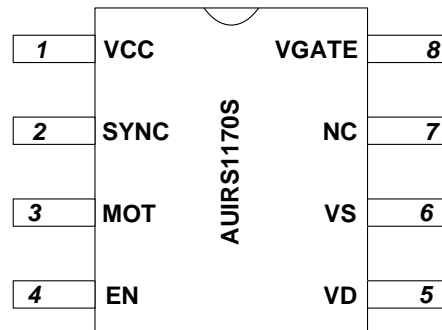 1 VCC VGATE 8
2 SYNC NC 7
3 MOT VS 6
4 EN VD 5
AUIRS1170S